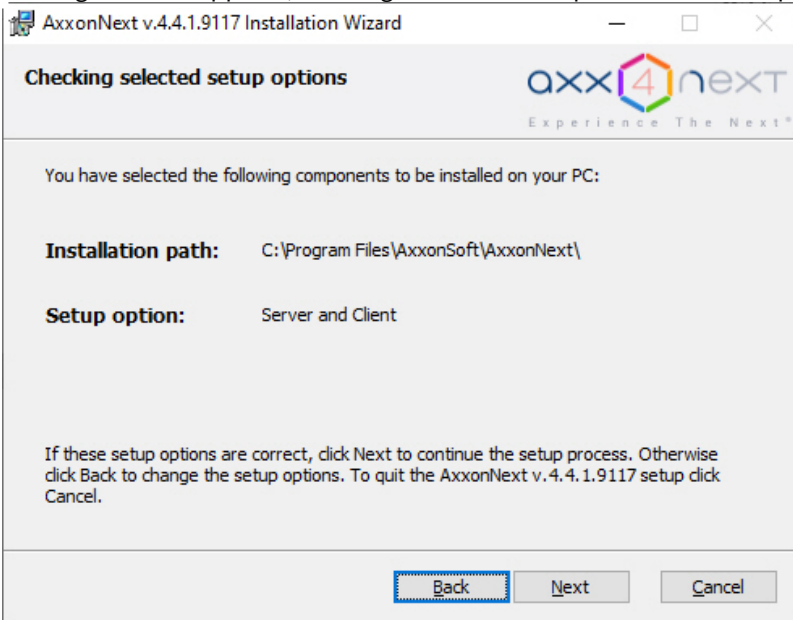 AxxonNext v.4.4.1.9117 Installation Wizard
Checking selected setup options
axx4next
Experience The Next®
You have selected the following components to be installed on your PC:
Installation path: C:\Program Files\AxxonSoft\AxxonNext\
Setup option: Server and Client
If these setup options are correct, click Next to continue the setup process. Otherwise
click Back to change the setup options. To quit the AxxonNext v.4.4.1.9117 setup click
Cancel.
Back Next Cancel